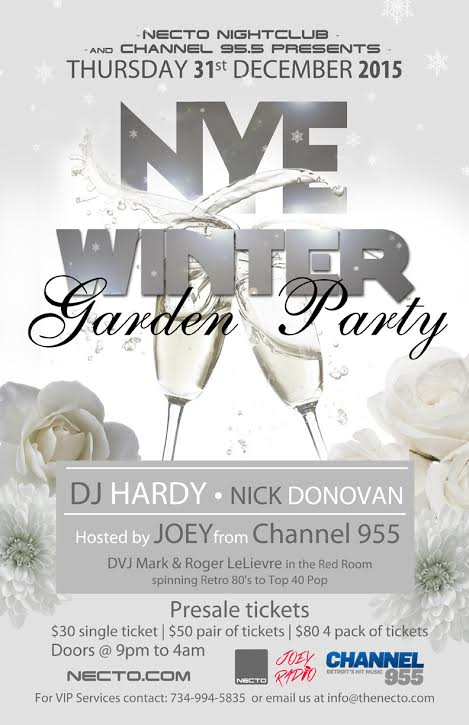 - NECTO NIGHTCLUB -
- AND CHANNEL 95.5 PRESENTS -
THURSDAY 31st DECEMBER 2015
NYE
WINTER
Garden Party
DJ HARDY • NICK DONOVAN
Hosted by JOEY from Channel 955
DVJ Mark & Roger LeLievre in the Red Room
spinning Retro 80's to Top 40 Pop
Presale tickets
$30 single ticket | $50 pair of tickets | $80 4 pack of tickets
Doors @ 9pm to 4am
NECTO.COM
NECTO
JOEY
RADIO
CHANNEL
DETROIT'S HIT MUSIC
955
For VIP Services contact: 734-994-5835 or email us at info@thenecto.com